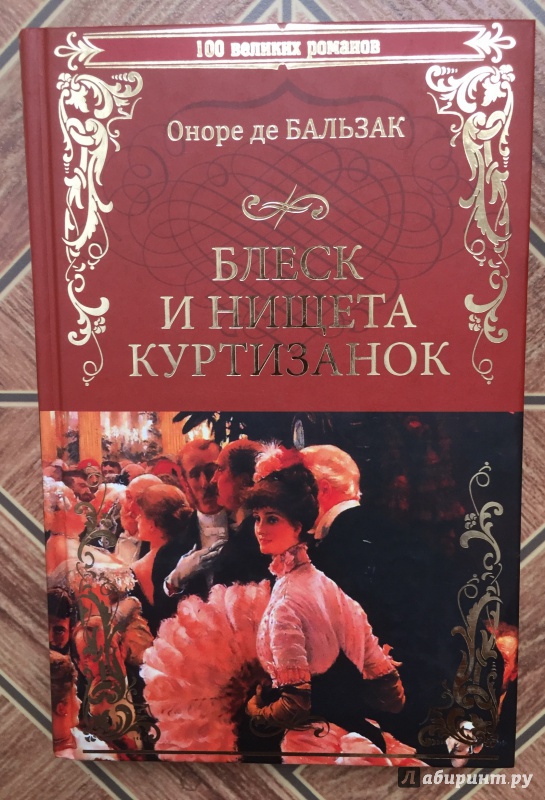 100 великих романов
Оноре де БАЛЬЗАК
БЛЕСК
И НИЩЕТА
КУРТИЗАНОК
Лабиринт.ру